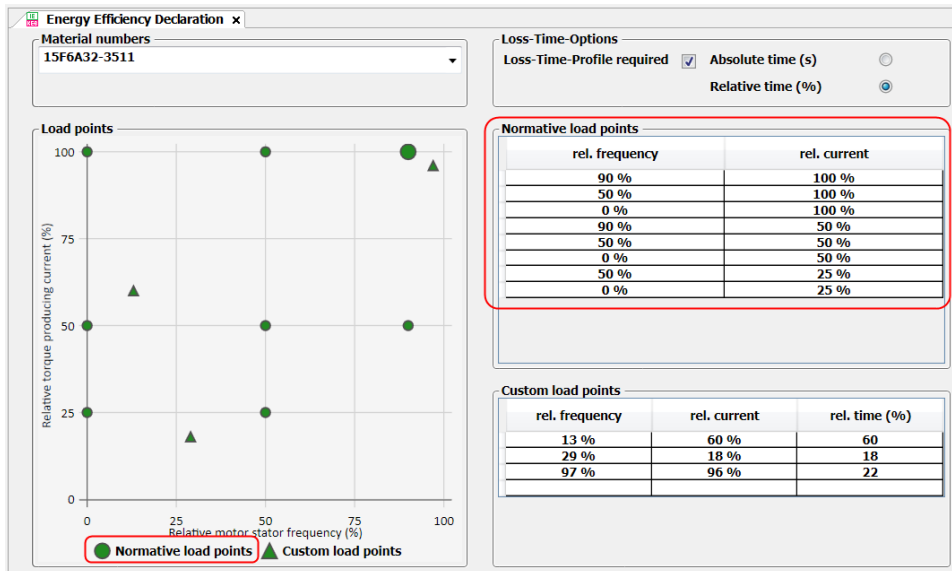 Energy Efficiency Declaration x
Material numbers
15F6A32-3511
Loss-Time-Options
Loss-Time-Profile required Absolute time (s)
Relative time (%)
Load points
100
75
50
25
0
0 25 50 75 100
Relative torque producing current (%)
Relative motor stator frequency (%)
Normative load points Custom load points
Normative load points
rel. frequency rel. current
90 % 100 %
50 % 100 %
0 % 100 %
90 % 50 %
50 % 50 %
0 % 50 %
50 % 25 %
0 % 25 %
Custom load points
rel. frequency rel. current rel. time (%)
13 % 60 % 60
29 % 18 % 18
97 % 96 % 22